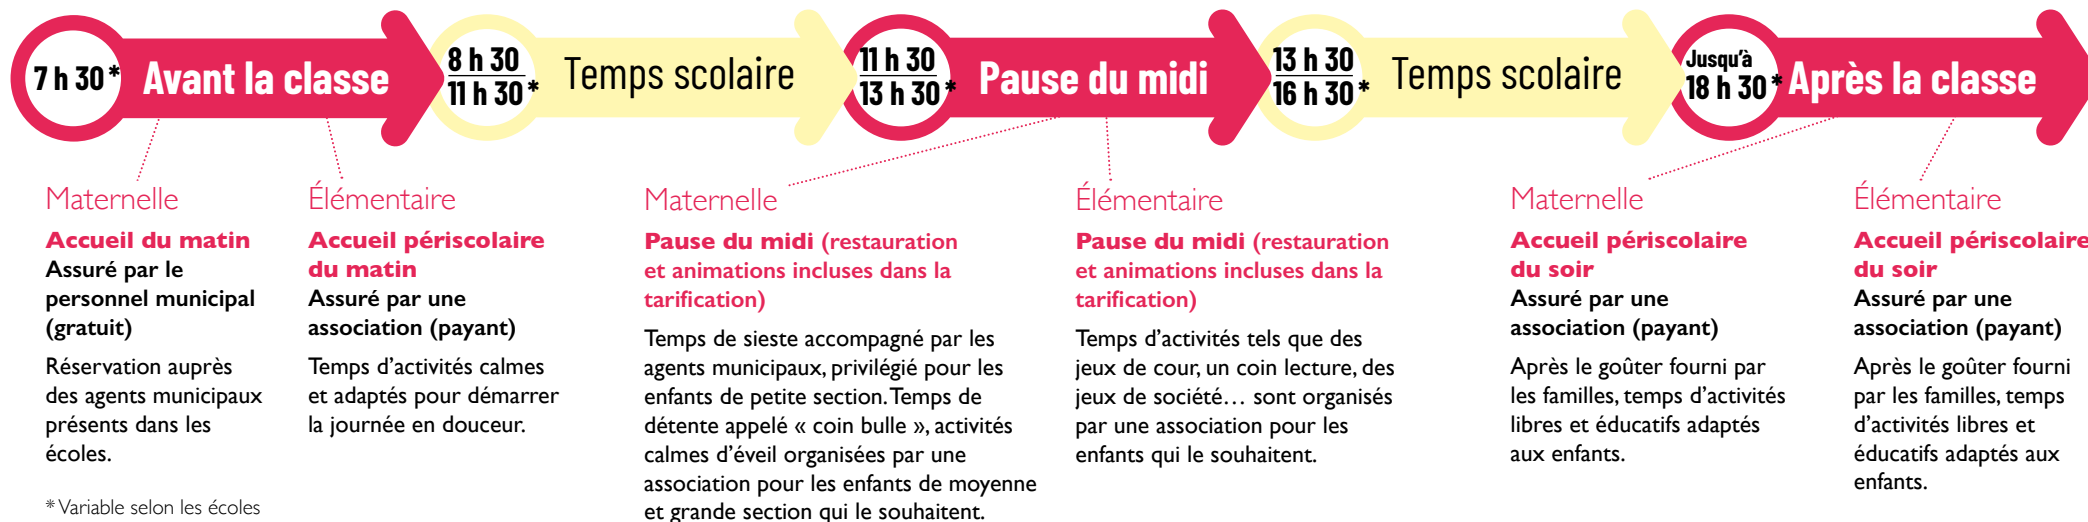 7 h 30*
Avant la classe
8 h 30
11 h 30*
Temps scolaire
11 h 30
13 h 30*
Pause du midi
13 h 30
16 h 30*
Temps scolaire
Jusqu'à
18 h 30*
Après la classe
Maternelle
Accueil du matin
Assuré par le
personnel municipal
(gratuit)
Réservation auprès
des agents municipaux
présents dans les
écoles.
Élémentaire
Accueil périscolaire
du matin
Assuré par une
association (payant)
Temps d'activités calmes
et adaptés pour démarrer
la journée en douceur.
Maternelle
Pause du midi (restauration
et animations incluses dans la
tarification)
Temps de sieste accompagné par les
agents municipaux, privilégié pour les
enfants de petite section. Temps de
détente appelé « coin bulle », activités
calmes d'éveil organisées par une
association pour les enfants de moyenne
et grande section qui le souhaitent.
Élémentaire
Pause du midi (restauration
et animations incluses dans la
tarification)
Temps d'activités tels que des
jeux de cour, un coin lecture, des
jeux de société… sont organisés
par une association pour les
enfants qui le souhaitent.
Maternelle
Accueil périscolaire
du soir
Assuré par une
association (payant)
Après le goûter fourni par
les familles, temps d'activités
libres et éducatifs adaptés
aux enfants.
Élémentaire
Accueil périscolaire
du soir
Assuré par une
association (payant)
Après le goûter fourni
par les familles, temps
d'activités libres et
éducatifs adaptés aux
enfants.
* Variable selon les écoles